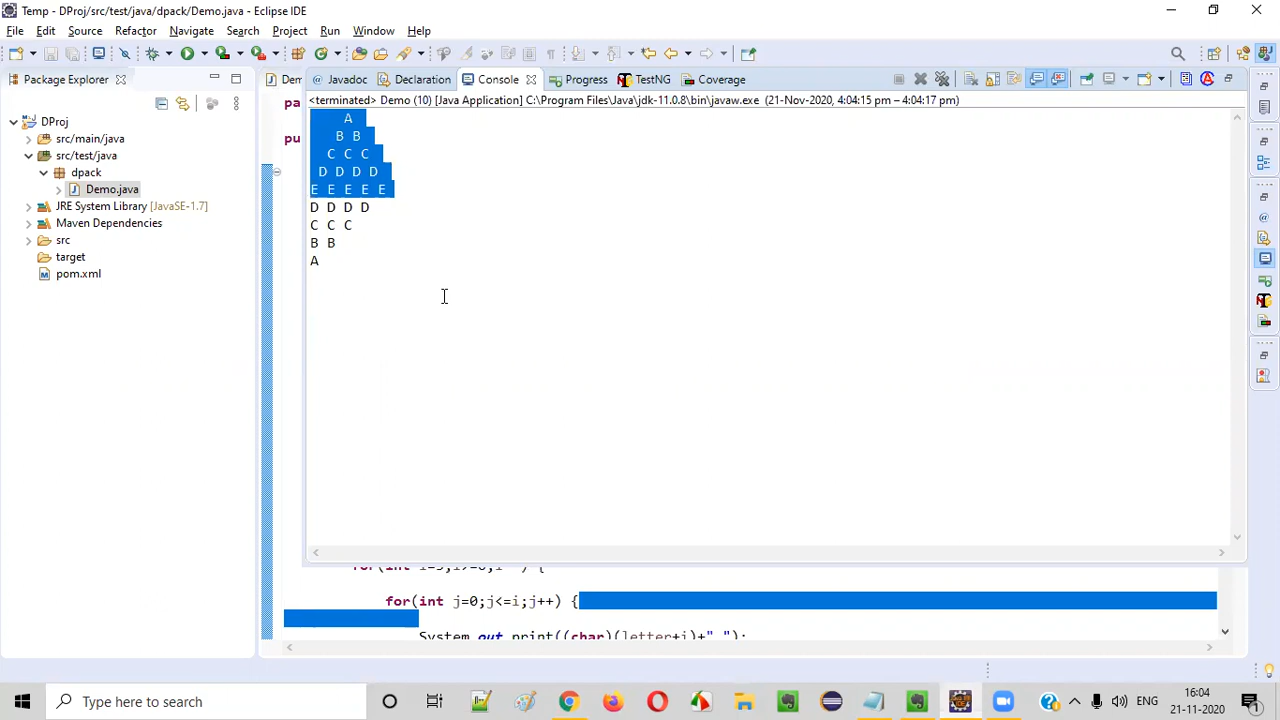 Temp - DProj/src/test/java/dpack/Demo.java - Eclipse IDE
File Edit Source Refactor Navigate Search Project Run Window Help
Package Explorer
Dem
Javadoc Declaration Console Progress TestNG Coverage
<terminated> Demo (10) [Java Application] C:\Program Files\Java\jdk-11.0.8\bin\javaw.exe (21-Nov-2020, 4:04:15 pm – 4:04:17 pm)
pa
pu
A
B B
C C C
D D D D
E E E E E
D D D D
C C C
B B
A
DProj
src/main/java
src/test/java
dpack
Demo.java
JRE System Library [JavaSE-1.7]
Maven Dependencies
src
target
pom.xml
for(int j=0;j<=i;j++) {
System.out.print((char)(letter+i)+" ");
Type here to search
ENG
16:04
21-11-2020
1